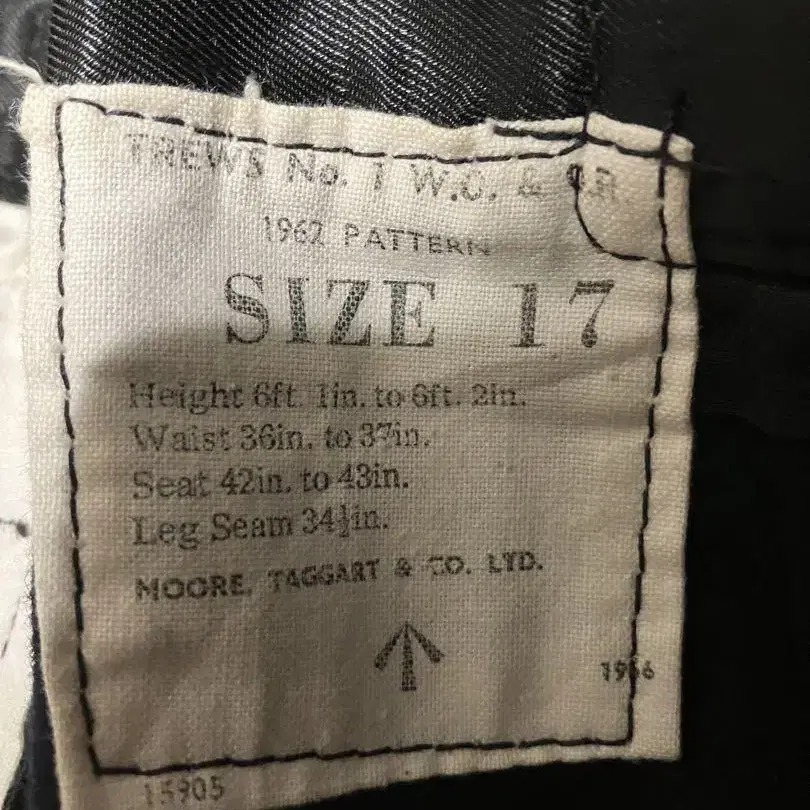 TREWS No. 1 W.O. & O.R.
1962 PATTERN
SIZE 17
Height 6ft. 1in. to 6ft. 2in.
Waist 36in. to 37in.
Seat 42in. to 43in.
Leg Seam 34½in.
MOORE, TAGGART & CO. LTD.
1966
15905